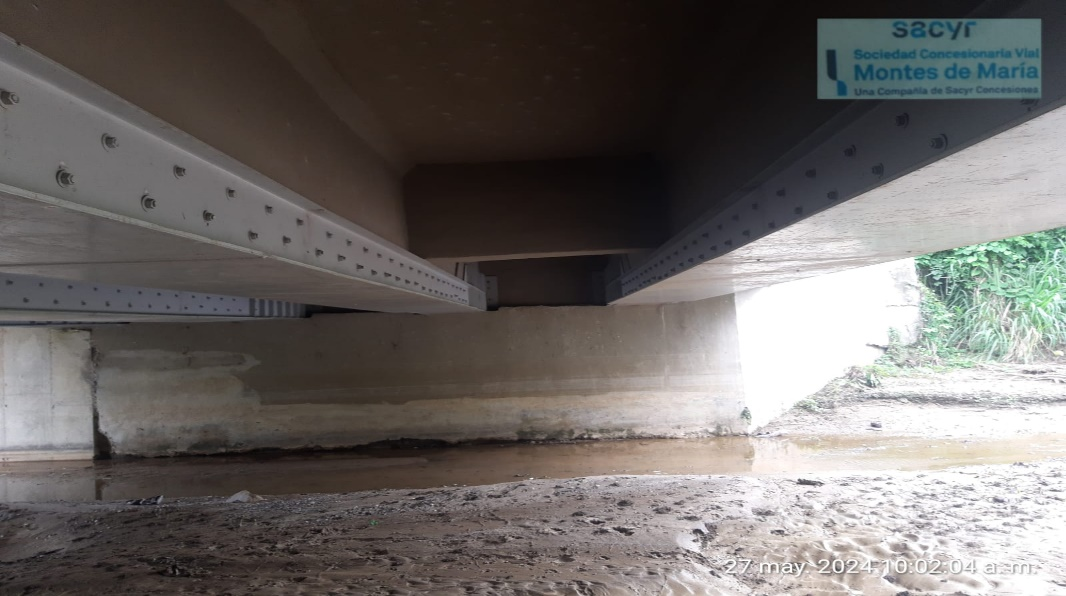 sacyr
Sociedad Concesionaria Vial
Montes de María
Una Compañía de Sacyr Concesiones
27 may. 2024 10:02:04 a. m.